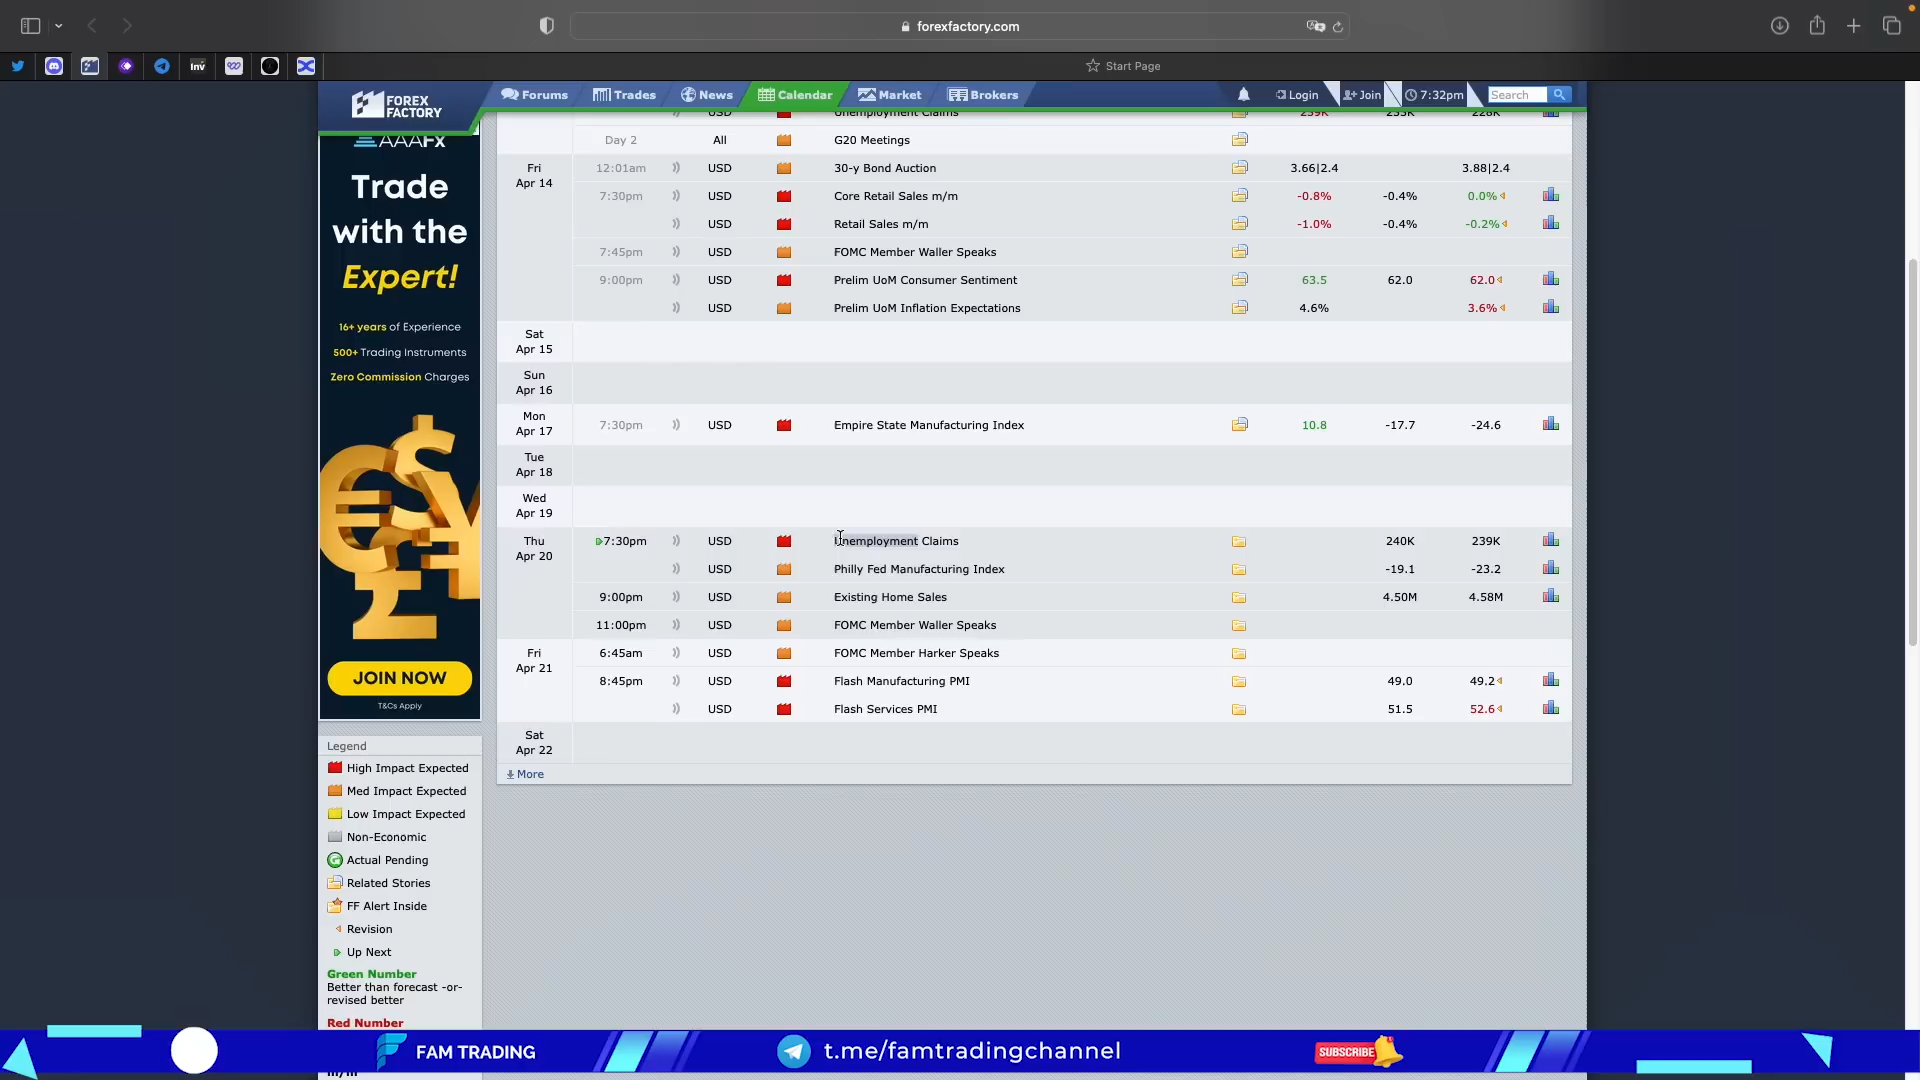 forexfactory.com
inv
Start Page
FOREX
FACTORY
Forums
Trades
News
Calendar
Market
Brokers
Login
Join
7:32pm
Search
AAAFX
Trade
with the
Expert!
16+ years of Experience
500+ Trading Instruments
Zero Commission Charges
JOIN NOW
T&Cs Apply
USD Unemployment Claims 239K 235K 228K
Day 2 All G20 Meetings
Fri
Apr 14
12:01am USD 30-y Bond Auction 3.66|2.4 3.88|2.4
7:30pm USD Core Retail Sales m/m -0.8% -0.4% 0.0%
USD Retail Sales m/m -1.0% -0.4% -0.2%
7:45pm USD FOMC Member Waller Speaks
9:00pm USD Prelim UoM Consumer Sentiment 63.5 62.0 62.0
USD Prelim UoM Inflation Expectations 4.6% 3.6%
Sat
Apr 15
Sun
Apr 16
Mon
Apr 17
7:30pm USD Empire State Manufacturing Index 10.8 -17.7 -24.6
Tue
Apr 18
Wed
Apr 19
Thu
Apr 20
7:30pm USD Unemployment Claims 240K 239K
USD Philly Fed Manufacturing Index -19.1 -23.2
9:00pm USD Existing Home Sales 4.50M 4.58M
11:00pm USD FOMC Member Waller Speaks
Fri
Apr 21
6:45am USD FOMC Member Harker Speaks
8:45pm USD Flash Manufacturing PMI 49.0 49.2
USD Flash Services PMI 51.5 52.6
Sat
Apr 22
More
Legend
High Impact Expected
Med Impact Expected
Low Impact Expected
Non-Economic
Actual Pending
Related Stories
FF Alert Inside
Revision
Up Next
Green Number
Better than forecast -or-
revised better
Red Number
FAM TRADING
t.me/famtradingchannel
SUBSCRIBE
m/m